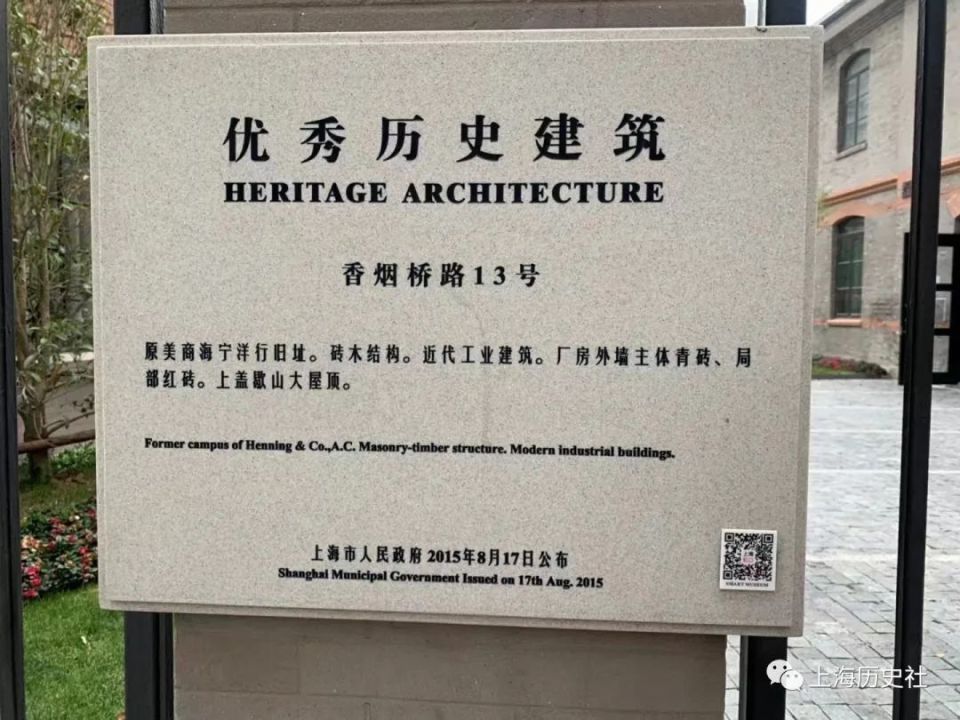 优秀历史建筑
HERITAGE ARCHITECTURE
香烟桥路13号
原美商海宁洋行旧址。砖木结构。近代工业建筑。厂房外墙主体青砖、局
部红砖。上盖歇山大屋顶。
Former campus of Henning & Co.,A.C. Masonry-timber structure. Modern industrial buildings.
上海市人民政府 2015年8月17日公布
Shanghai Municipal Government Issued on 17th Aug. 2015
SMART MUSEUM
上海历史社